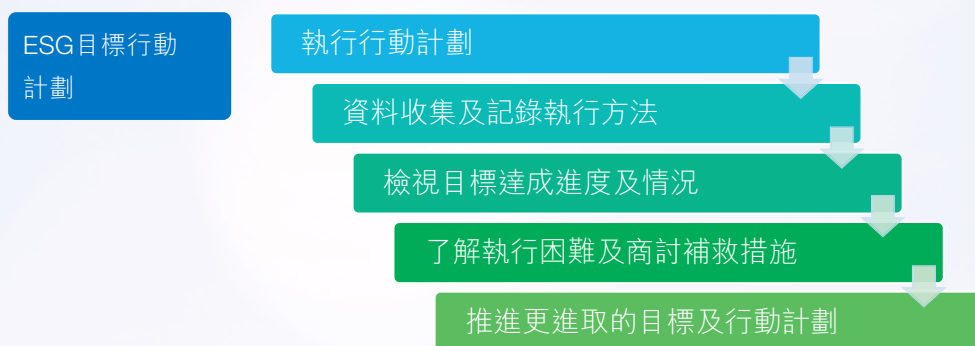 ESG目標行動
計劃
執行行動計劃
資料收集及記錄執行方法
檢視目標達成進度及情況
了解執行困難及商討補救措施
推進更進取的目標及行動計劃